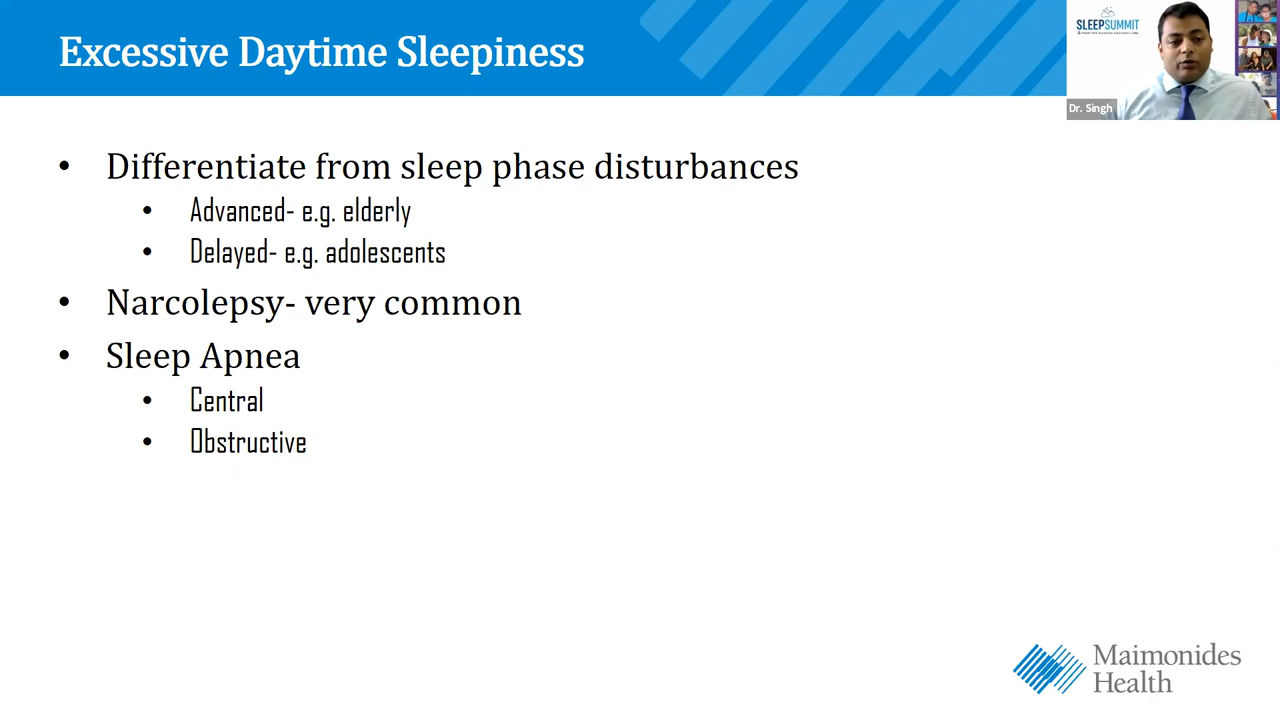 Excessive Daytime Sleepiness
SLEEPSUMMIT
Dr. Singh
• Differentiate from sleep phase disturbances
• Advanced- e.g. elderly
• Delayed- e.g. adolescents
• Narcolepsy- very common
• Sleep Apnea
• Central
• Obstructive
Maimonides
Health